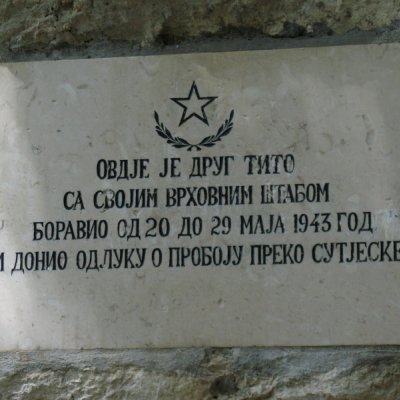 ОВДЈЕ ЈЕ ДРУГ ТИТО
СА СВОЈИМ ВРХОВНИМ ШТАБОМ
БОРАВИО ОД 20 ДО 29 МАЈА 1943 ГОД
И ДОНИО ОДЛУКУ О ПРОБОЈУ ПРЕКО СУТЈЕСКЕ